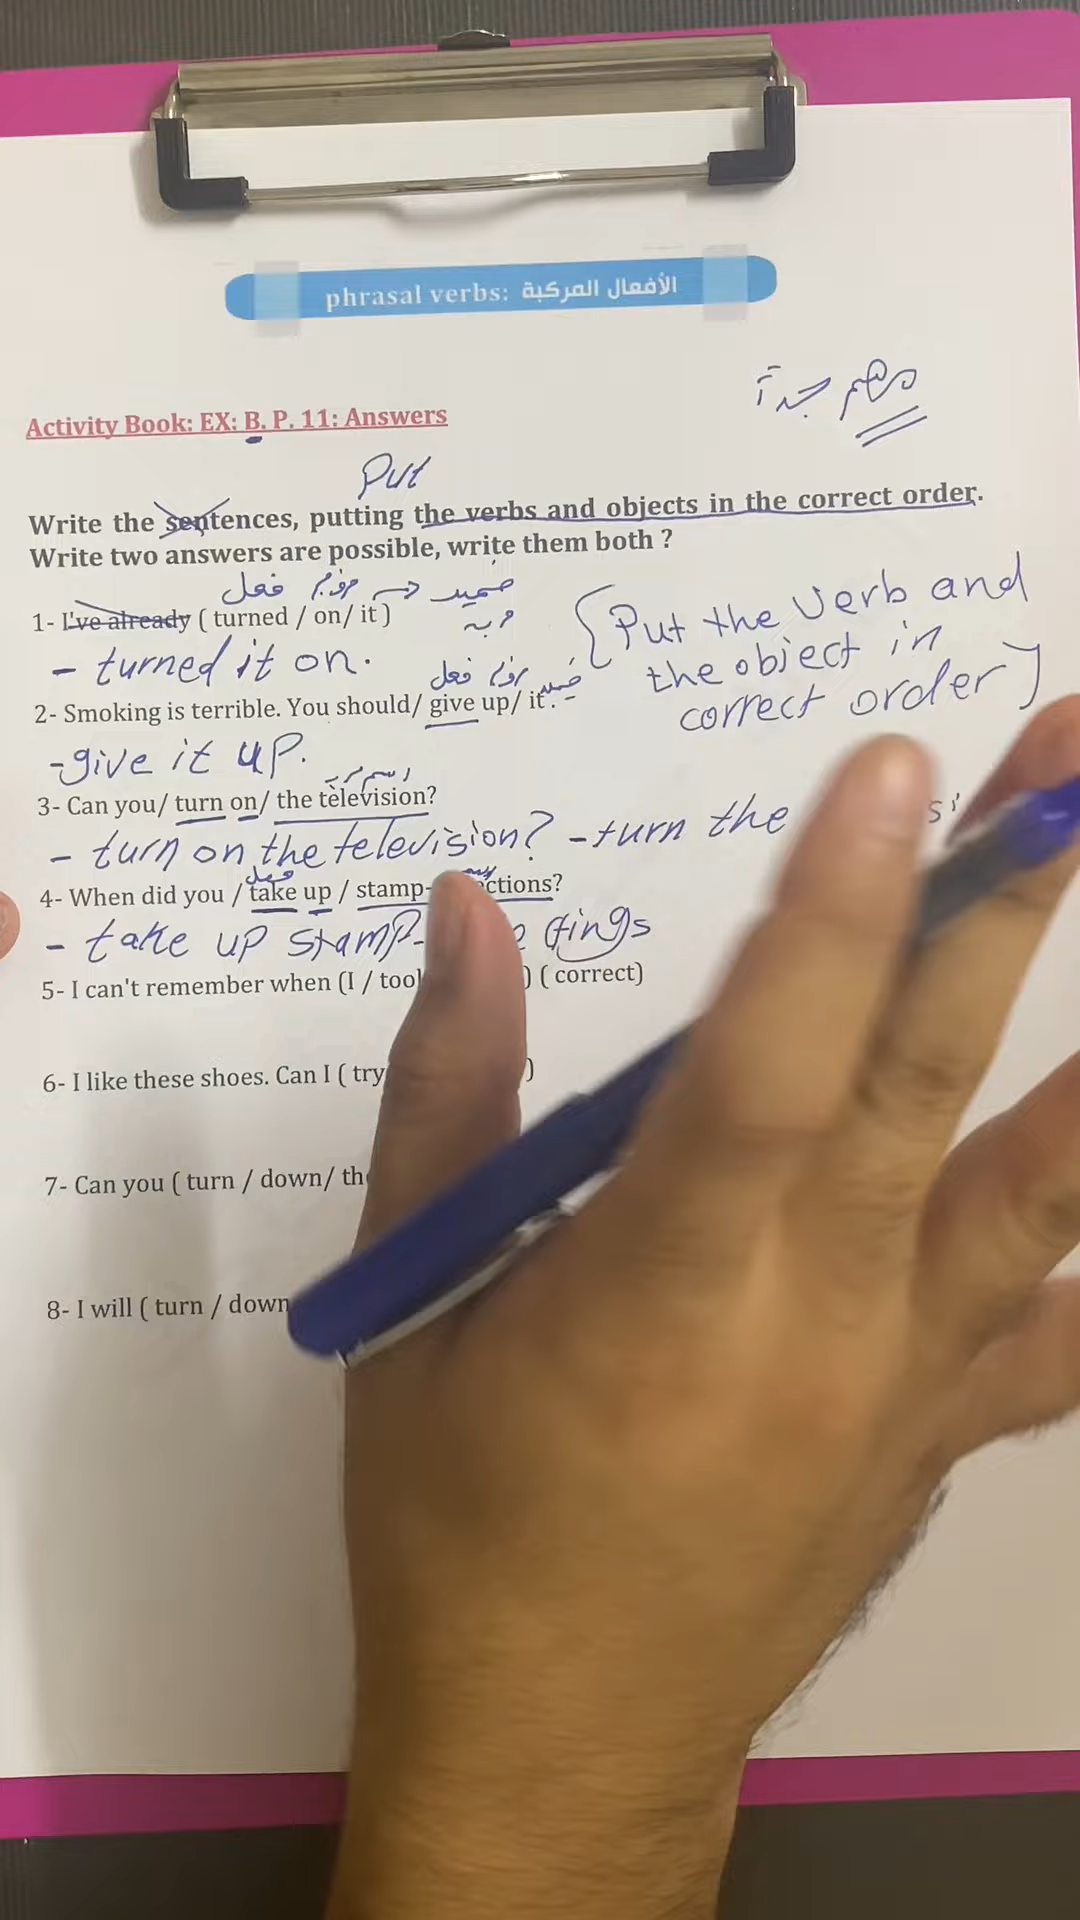 phrasal verbs: الأفعال المركبة
مهم جداً
Activity Book: EX: B. P. 11: Answers
Put
Write the sentences, putting the verbs and objects in the correct order.
Write two answers are possible, write them both ?
ضمير
فعل
1- I've already ( turned / on/ it )
- turned it on.
{Put the verb and
the object in
correct order}
فعل
2- Smoking is terrible. You should/ give up/ it.
- give it up.
3- Can you/ turn on/ the television?
- turn on the television? - turn the
فعل
4- When did you / take up / stamp-
- take up stamp-
5- I can't remember when (I /
) ( correct)
6- I like these shoes. Can I ( try
)
7- Can you ( turn / down/
8- I will ( turn / down